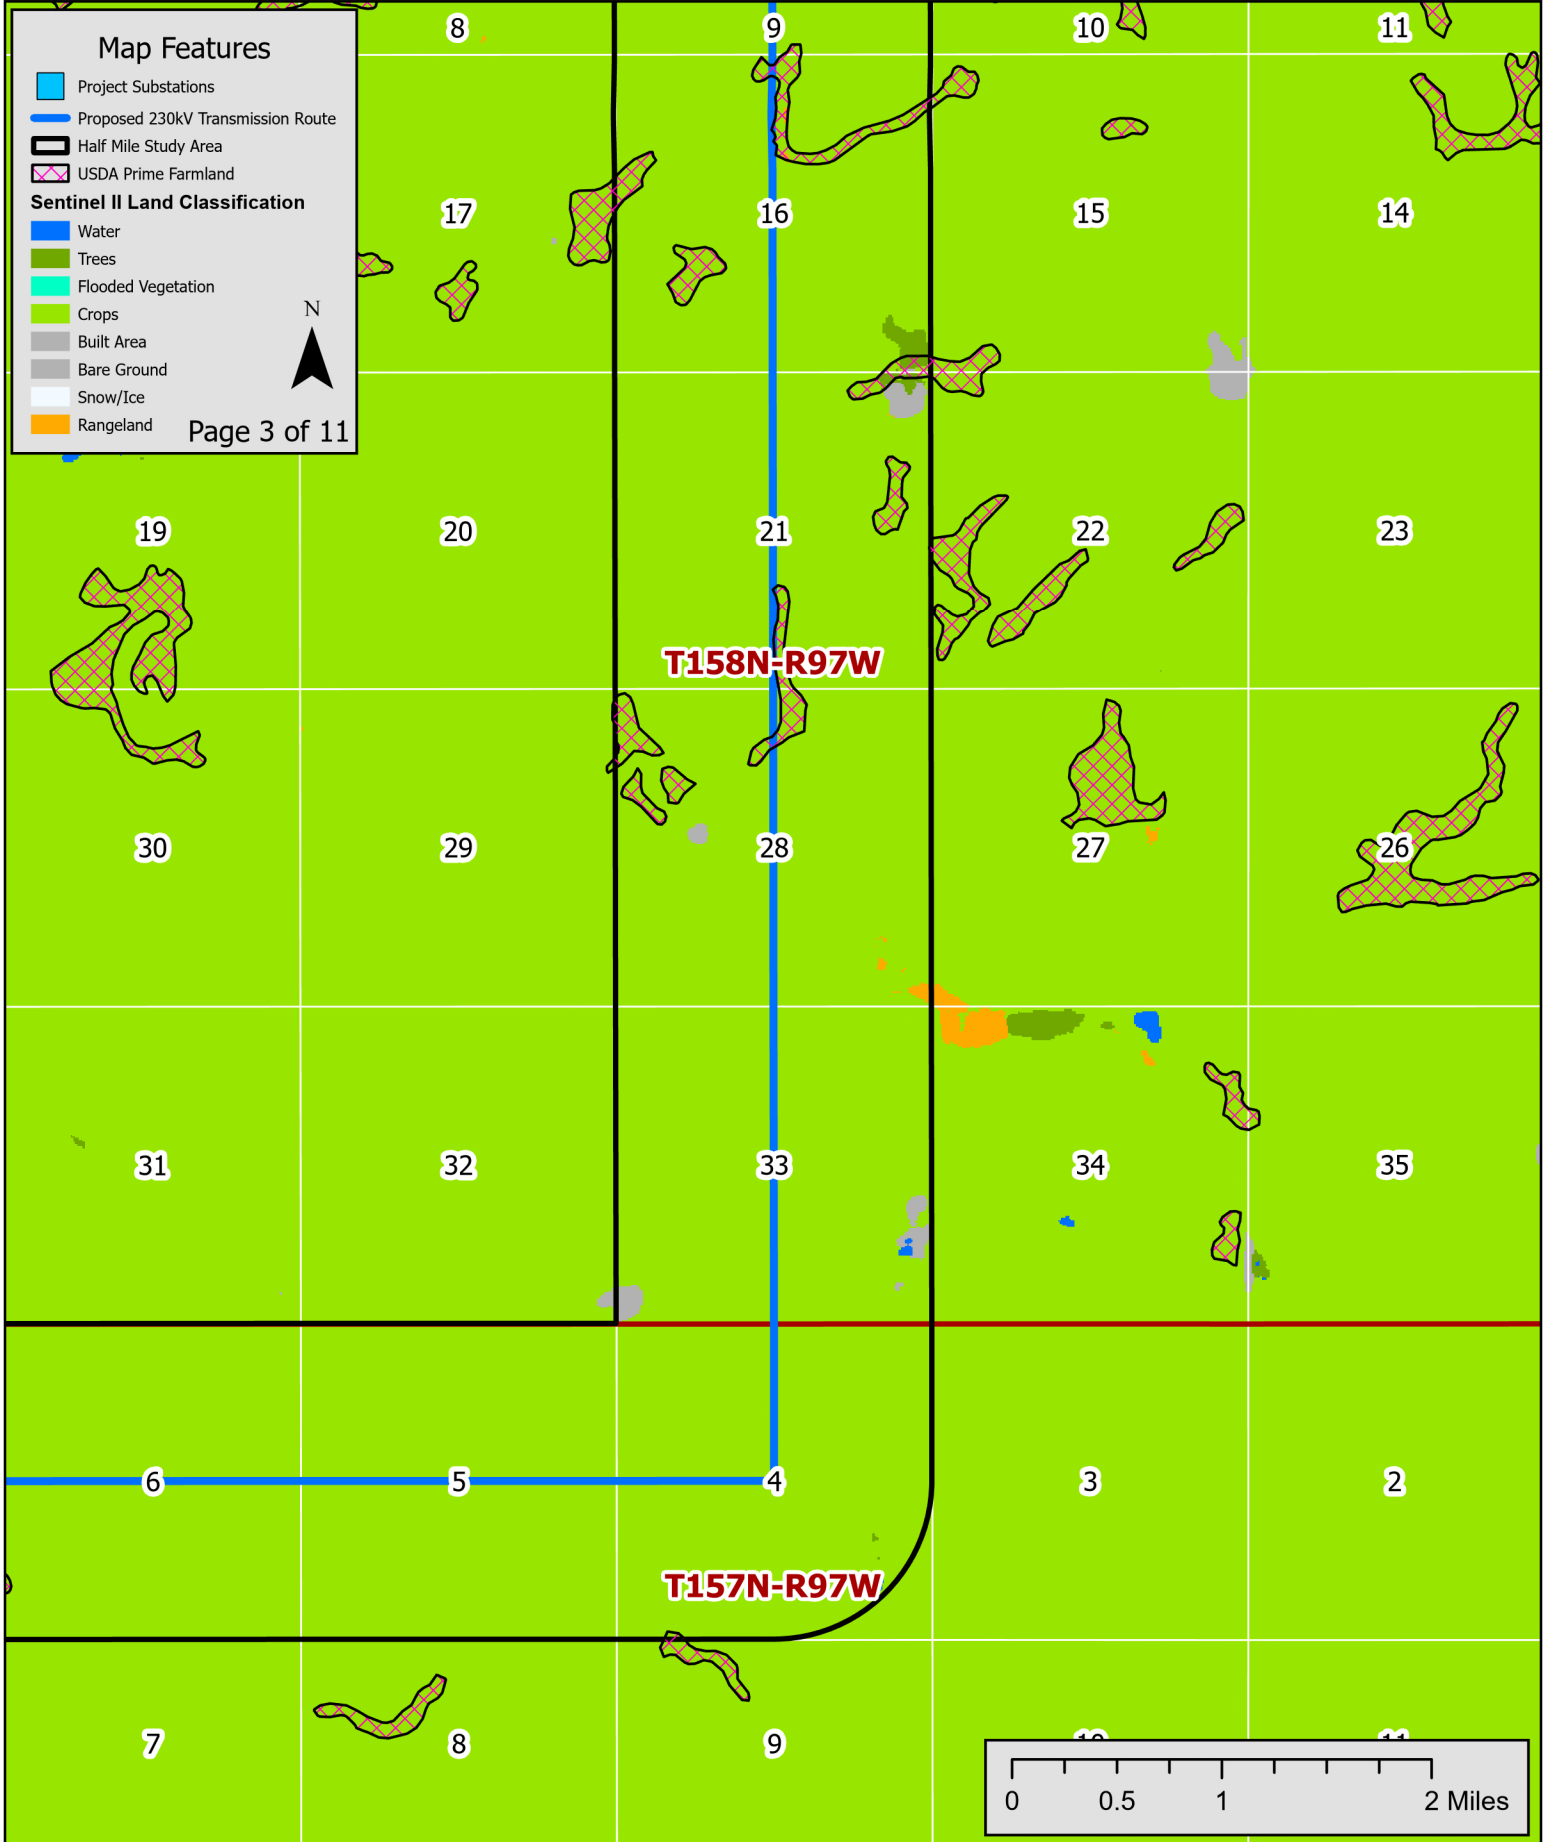 8 9 10 11
Map Features
Project Substations
Proposed 230kV Transmission Route
Half Mile Study Area
USDA Prime Farmland
Sentinel II Land Classification
Water
Trees
Flooded Vegetation
Crops
Built Area
Bare Ground
Snow/Ice
Rangeland
N
Page 3 of 11
17 16 15 14
19 20 21 22 23
T158N-R97W
30 29 28 27 26
31 32 33 34 35
6 5 4 3 2
T157N-R97W
7 8 9 10 11
0 0.5 1 2 Miles